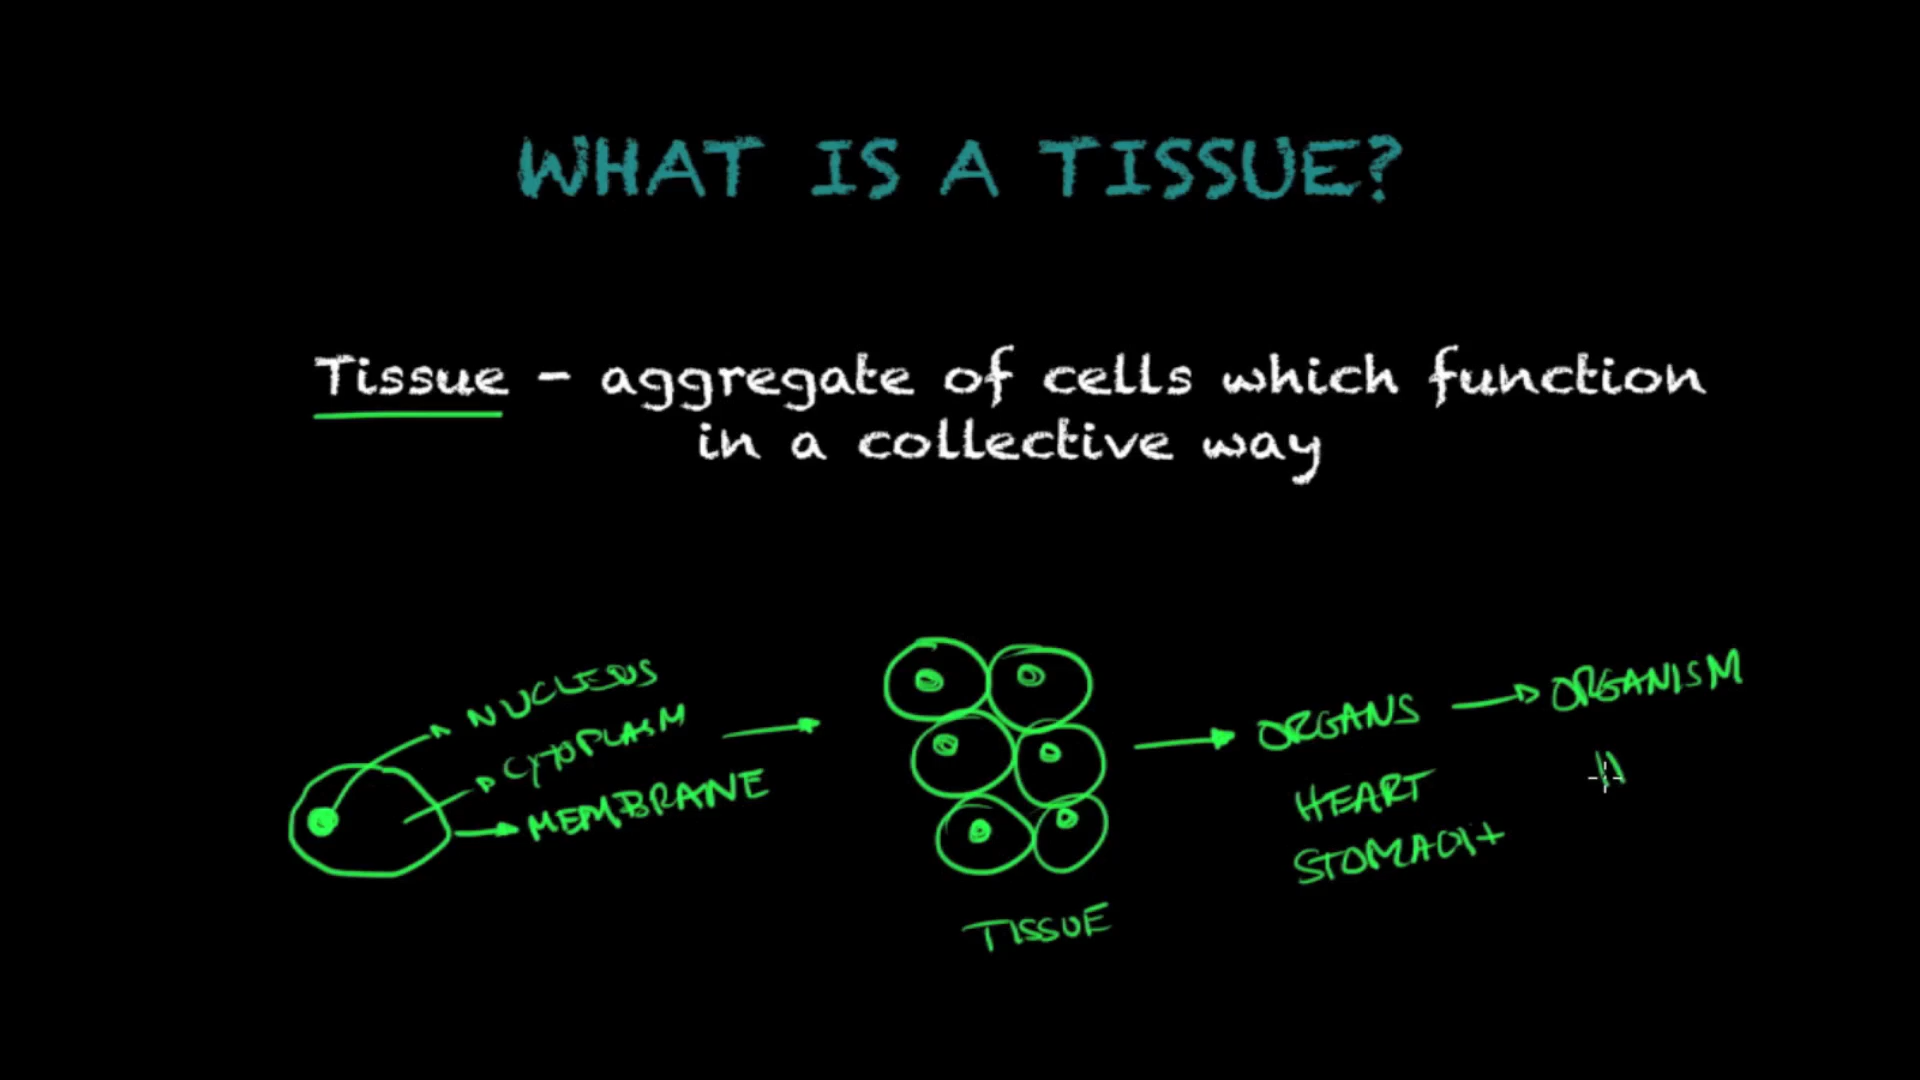 WHAT IS A TISSUE?
Tissue - aggregate of cells which function
in a collective way
NUCLEUS
CYTOPLASM
MEMBRANE
TISSUE
ORGANS
HEART
STOMACH
ORGANISM